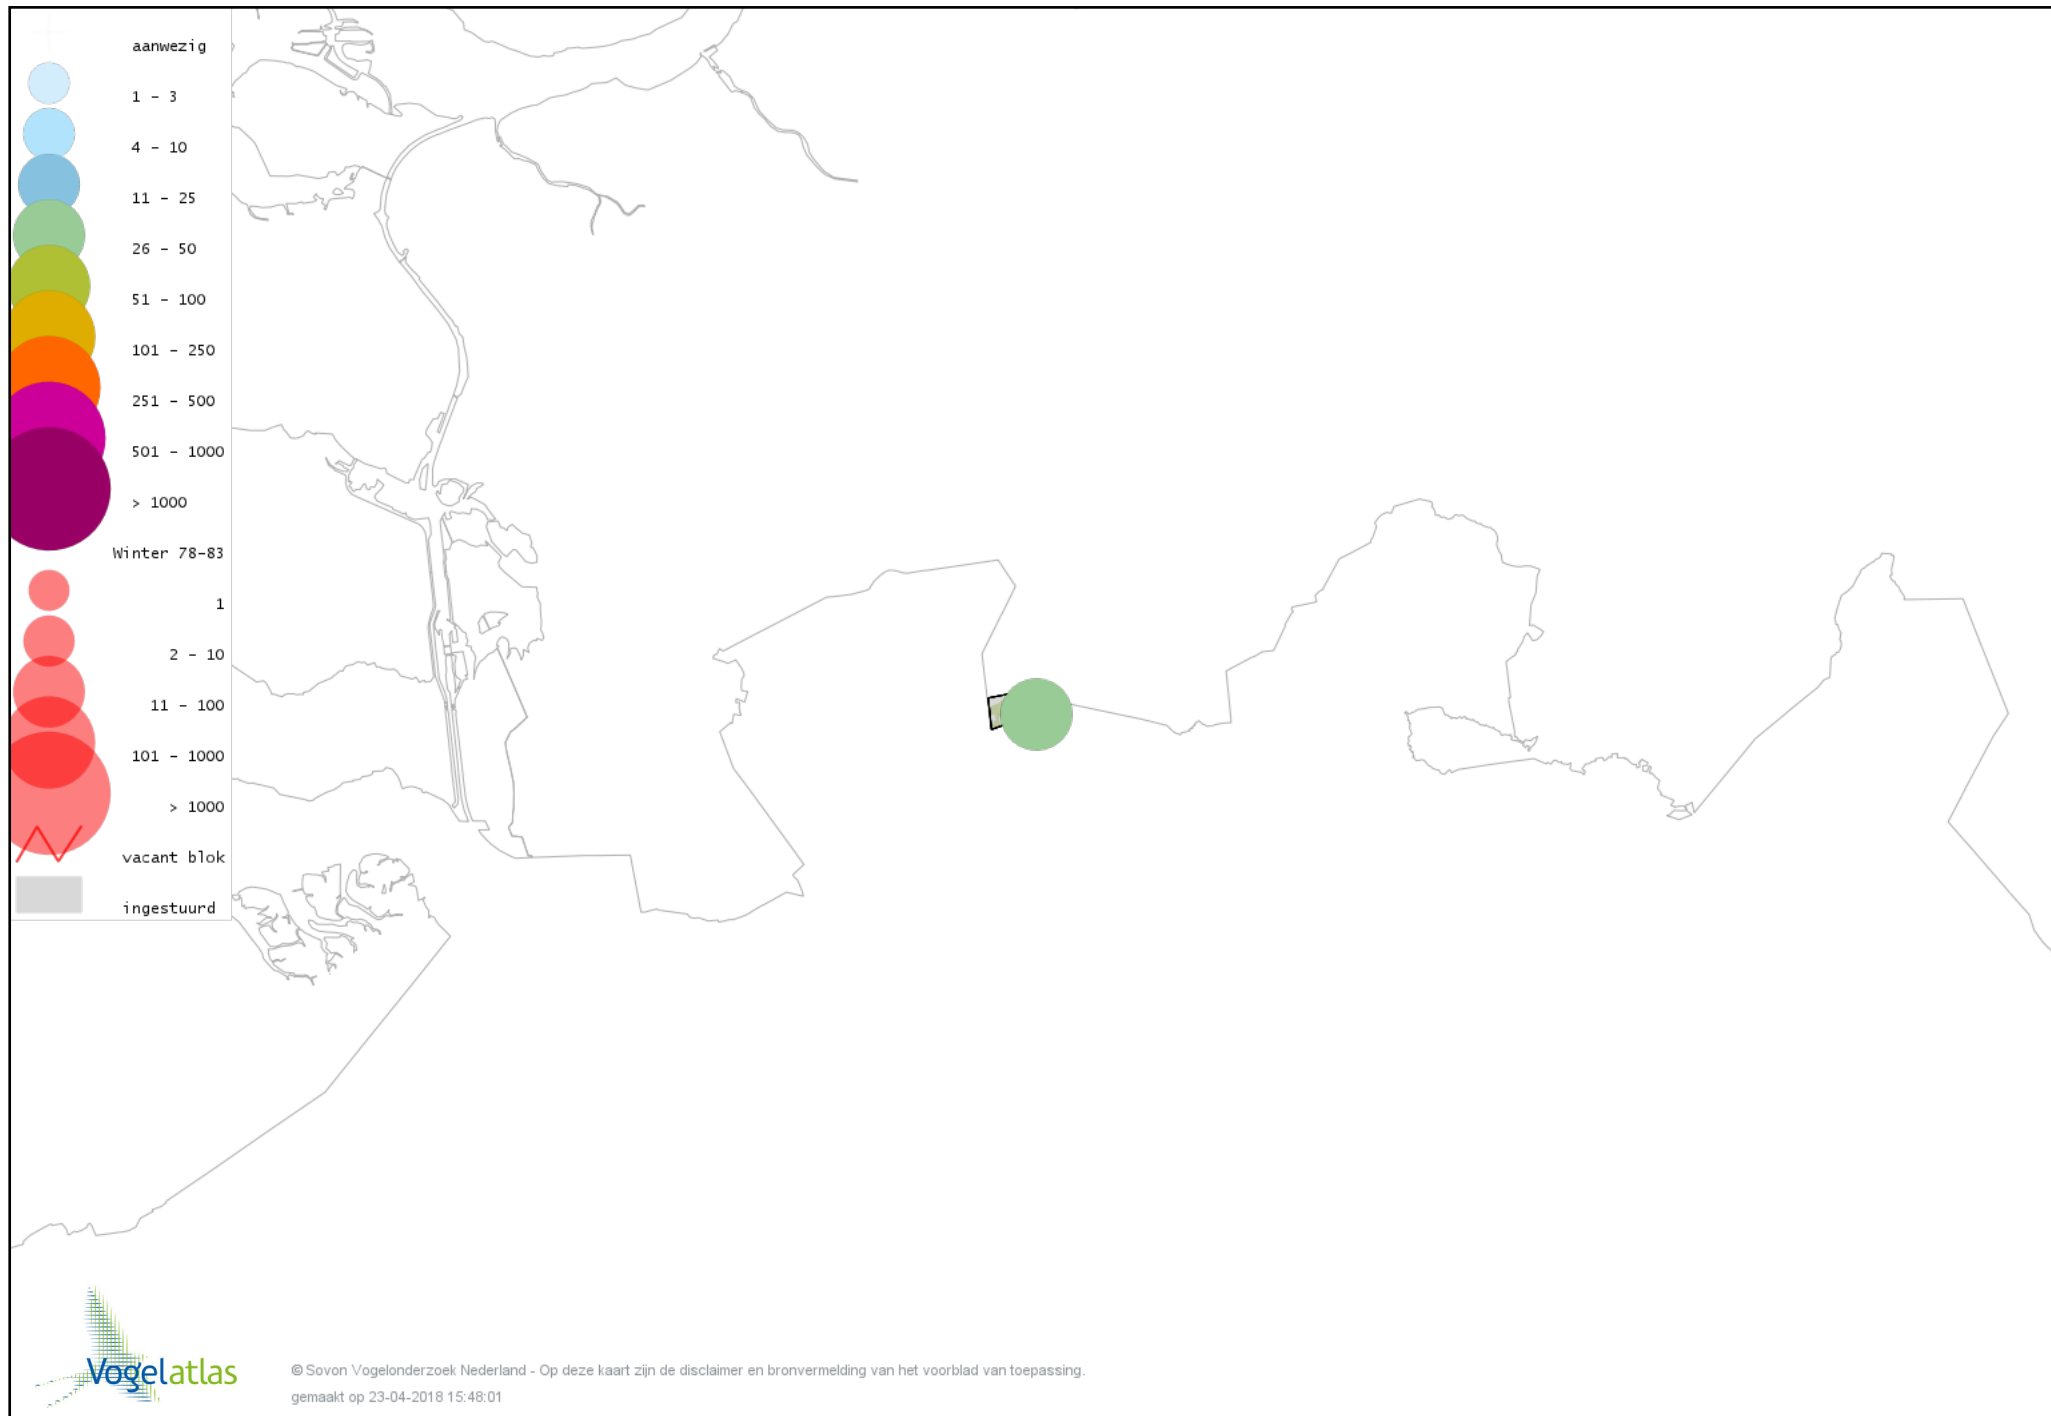 aanwezig
1 - 3
4 - 10
11 - 25
26 - 50
51 - 100
101 - 250
251 - 500
501 - 1000
> 1000
Winter 78-83
1
2 - 10
11 - 100
101 - 1000
> 1000
vacant blok
ingestuurd
Vogelatlas
© Sovon Vogelonderzoek Nederland - Op deze kaart zijn de disclaimer en bronvermelding van het voorblad van toepassing.
gemaakt op 23-04-2018 15:48:01